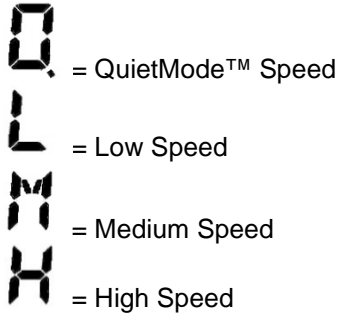 Q = QuietMode™ Speed
L = Low Speed
M = Medium Speed
H = High Speed